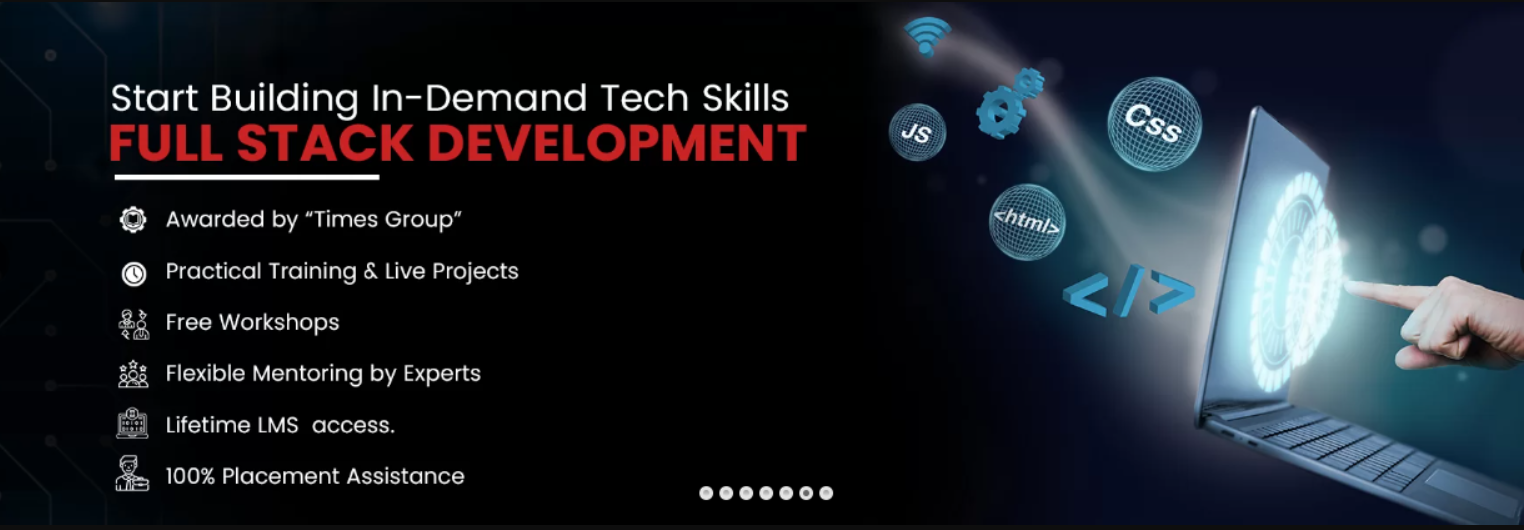 Start Building In-Demand Tech Skills
FULL STACK DEVELOPMENT
Awarded by “Times Group”
Practical Training & Live Projects
Free Workshops
Flexible Mentoring by Experts
Lifetime LMS  access.
100% Placement Assistance
JS
Css
<html>
</>